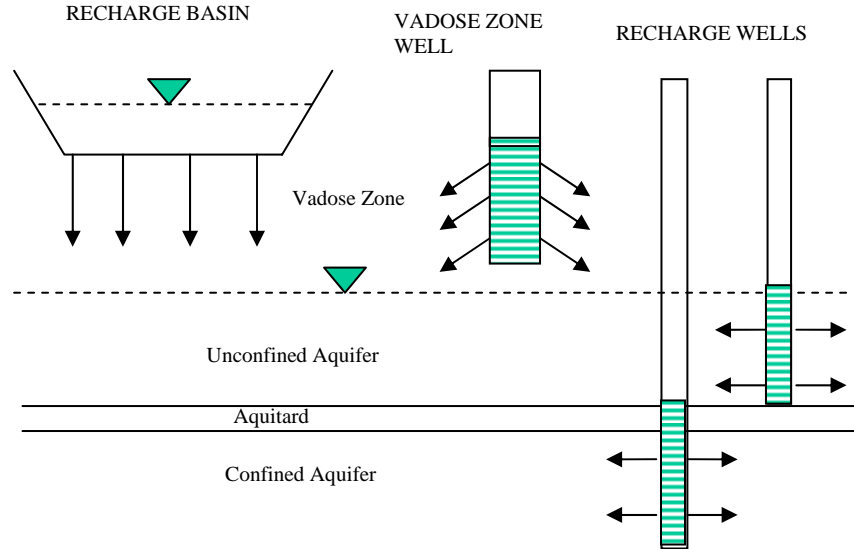 RECHARGE BASIN
VADOSE ZONE
WELL
RECHARGE WELLS
Vadose Zone
Unconfined Aquifer
Aquitard
Confined Aquifer